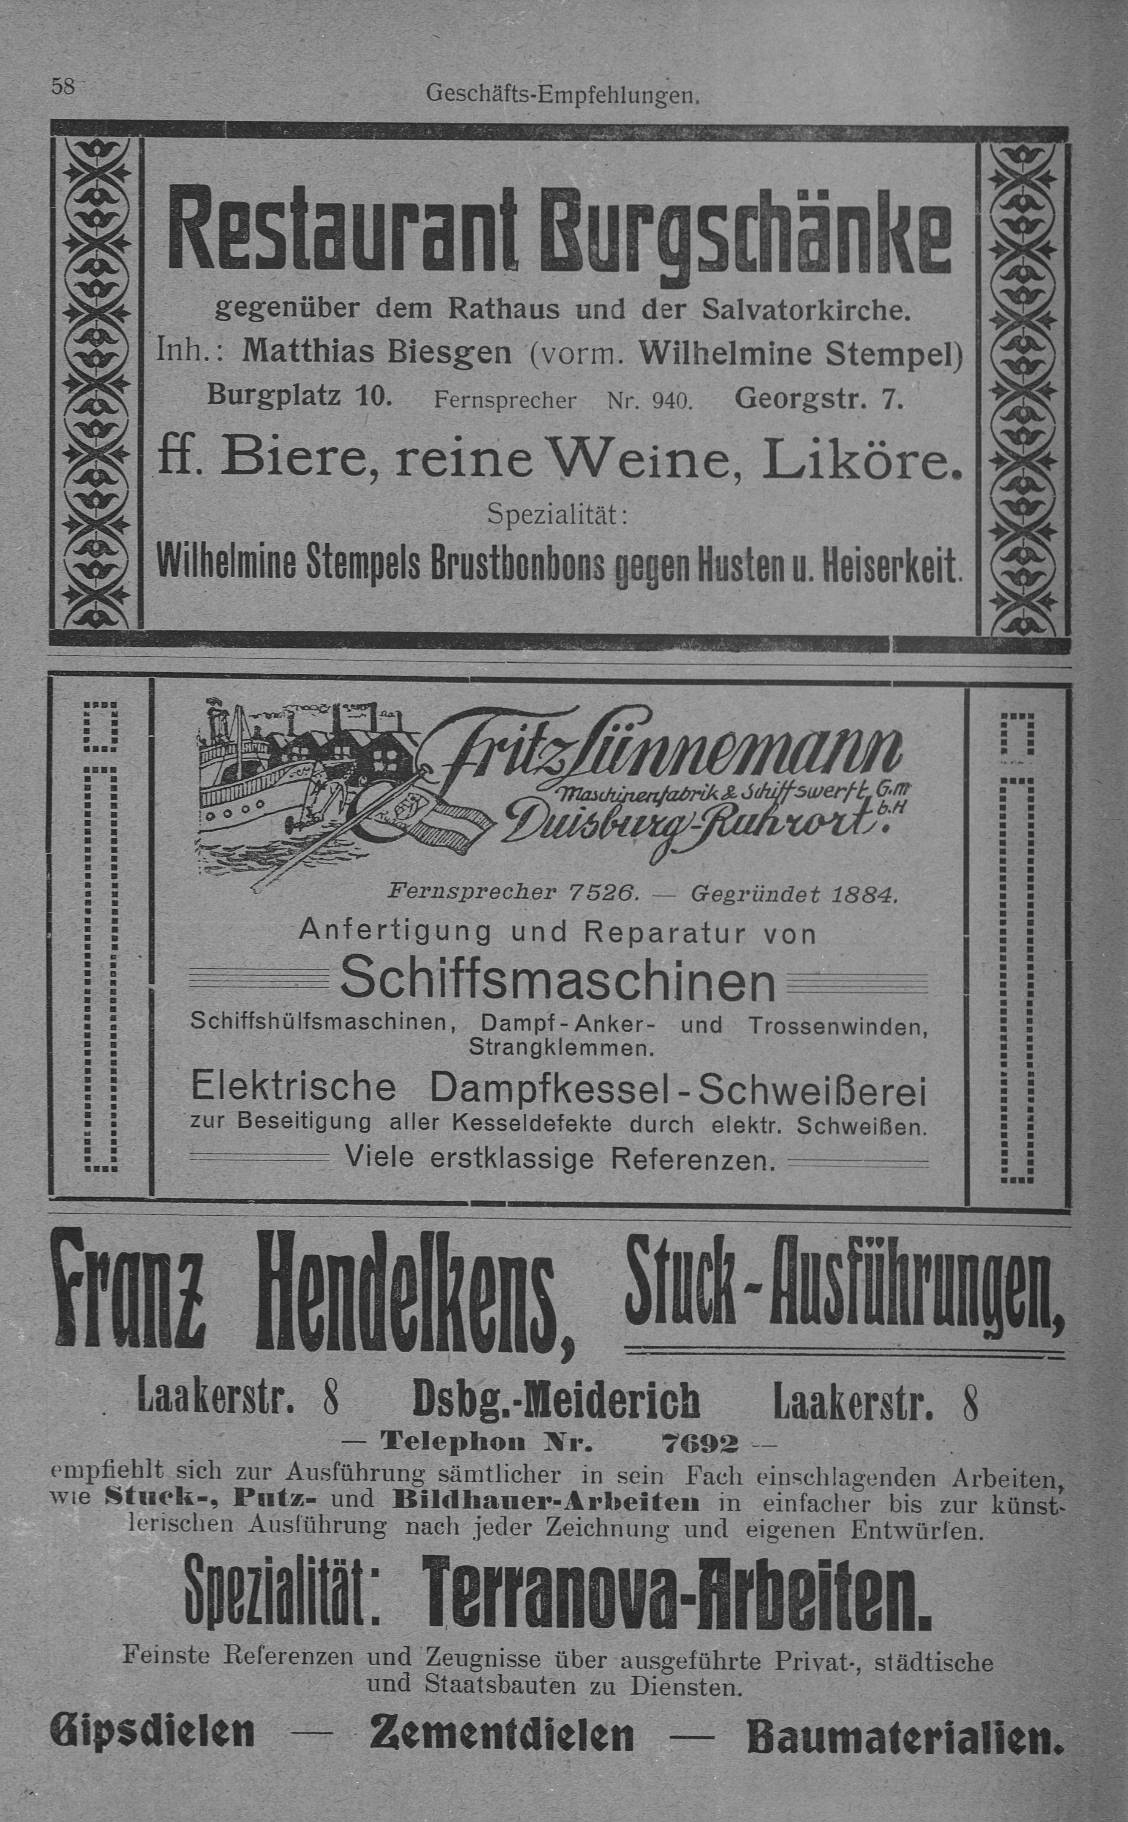 58
Geschäfts-Empfehlungen.
Restaurant Burgschänke
gegenüber dem Rathaus und der Salvatorkirche.
Inh.: Matthias Biesgen (vorm. Wilhelmine Stempel)
Burgplatz 10. Fernsprecher Nr. 940. Georgstr. 7.
ff. Biere, reine Weine, Liköre.
Spezialität:
Wilhelmine Stempels Brustbonbons gegen Husten u. Heiserkeit.
Fritz Lünnemann
Maschinenfabrik & Schiffswerft G.m.b.H
Duisburg-Ruhrort.
Fernsprecher 7526. — Gegründet 1884.
Anfertigung und Reparatur von
Schiffsmaschinen
Schiffshülfsmaschinen, Dampf-Anker- und Trossenwinden,
Strangklemmen.
Elektrische Dampfkessel-Schweißerei
zur Beseitigung aller Kesseldefekte durch elektr. Schweißen.
Viele erstklassige Referenzen.
Franz Hendelkens, Stuck-Ausführungen,
Laakerstr. 8 Dsbg.-Meiderich Laakerstr. 8
— Telephon Nr. 7692 —
empfiehlt sich zur Ausführung sämtlicher in sein Fach einschlagenden Arbeiten,
wie Stuck-, Putz- und Bildhauer-Arbeiten in einfacher bis zur künst-
lerischen Ausführung nach jeder Zeichnung und eigenen Entwürfen.
Spezialität: Terranova-Arbeiten.
Feinste Referenzen und Zeugnisse über ausgeführte Privat-, städtische
und Staatsbauten zu Diensten.
Gipsdielen — Zementdielen — Baumaterialien.